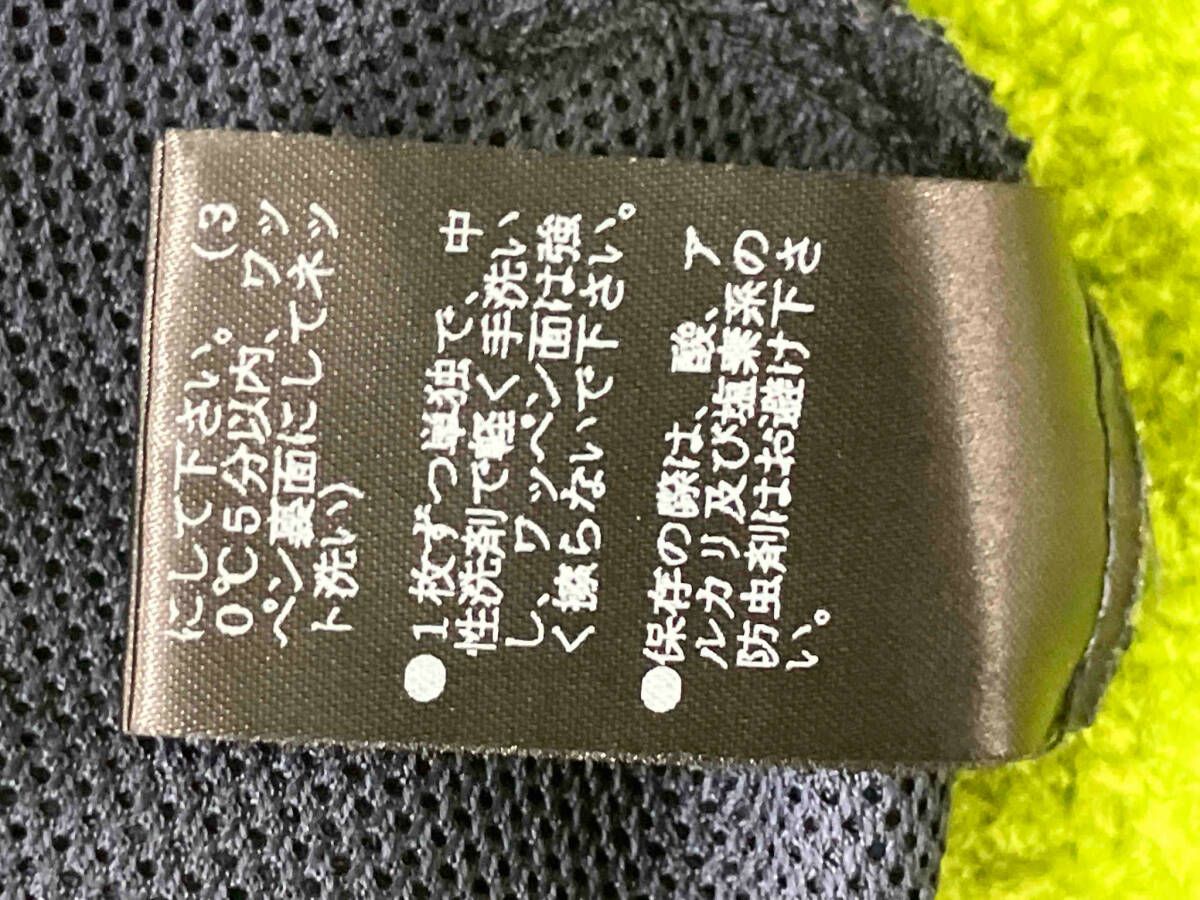 にして下さい。（3
0℃5分以内、ワッ
ペン裏面にしてネッ
ト洗い）
●1枚ずつ単独で、中
性洗剤で軽く手洗い
し、ワッペン面は強
く擦らないで下さい。
●保存の際は、酸、ア
ルカリ及び塩素系の
防虫剤はお避け下さ
い。